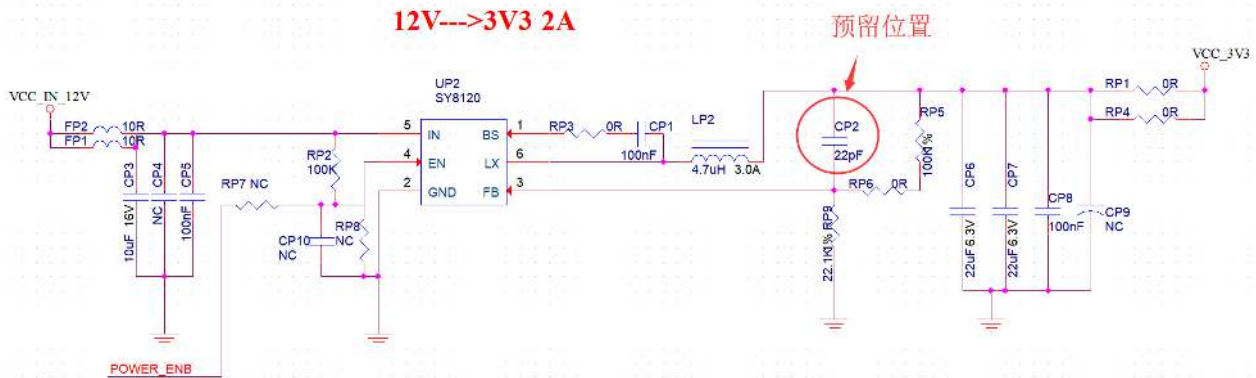 12V--->3V3 2A
预留位置
VCC_3V3
VCC_IN_12V
FP2 10R
FP1 10R
CP3
10uF 16V
CP4
NC
CP5
100nF
RP7 NC
RP2
100K
CP10
NC
RP8
NC
POWER_ENB
UP2
SY8120
5 IN
4 EN
2 GND
BS 1
LX 6
FB 3
RP3 0R
CP1
100nF
LP2
4.7uH 3.0A
CP2
22pF
RP5
100K1%
RP6 0R
RP9
22.1K1%
CP6
22uF 6.3V
CP7
22uF 6.3V
CP8
100nF
CP9
NC
RP1 0R
RP4 0R